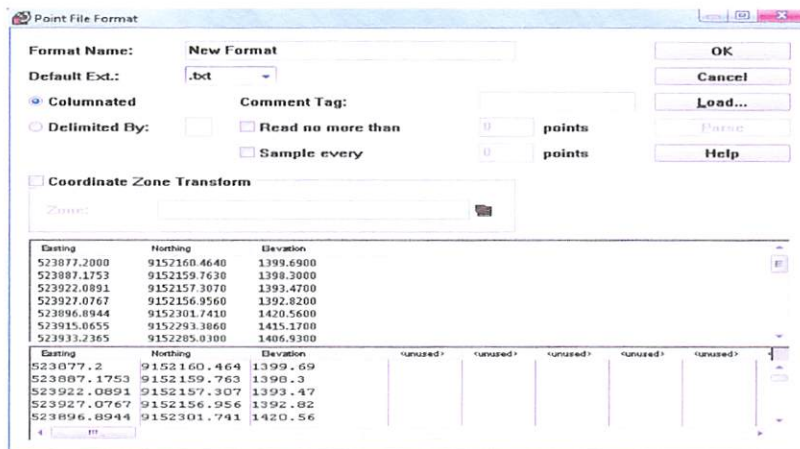 Point File Format
Format Name: New Format OK
Default Ext.: .txt Cancel
Columnated Comment Tag: Load...
Delimited By: Read no more than 0 points Parse
Sample every 0 points Help
Coordinate Zone Transform
Zone:
Easting Northing Elevation
523877.2000 9152160.4640 1399.6900
523887.1753 9152159.7630 1398.3000
523922.0891 9152157.3070 1393.4700
523927.0767 9152156.9560 1392.8200
523896.8944 9152301.7410 1420.5600
523915.0655 9152293.3860 1415.1700
523933.2365 9152285.0300 1406.9300
Easting Northing Elevation <unused> <unused> <unused> <unused> <unused>
523877.2 9152160.464 1399.69
523887.1753 9152159.763 1398.3
523922.0891 9152157.307 1393.47
523927.0767 9152156.956 1392.82
523896.8944 9152301.741 1420.56